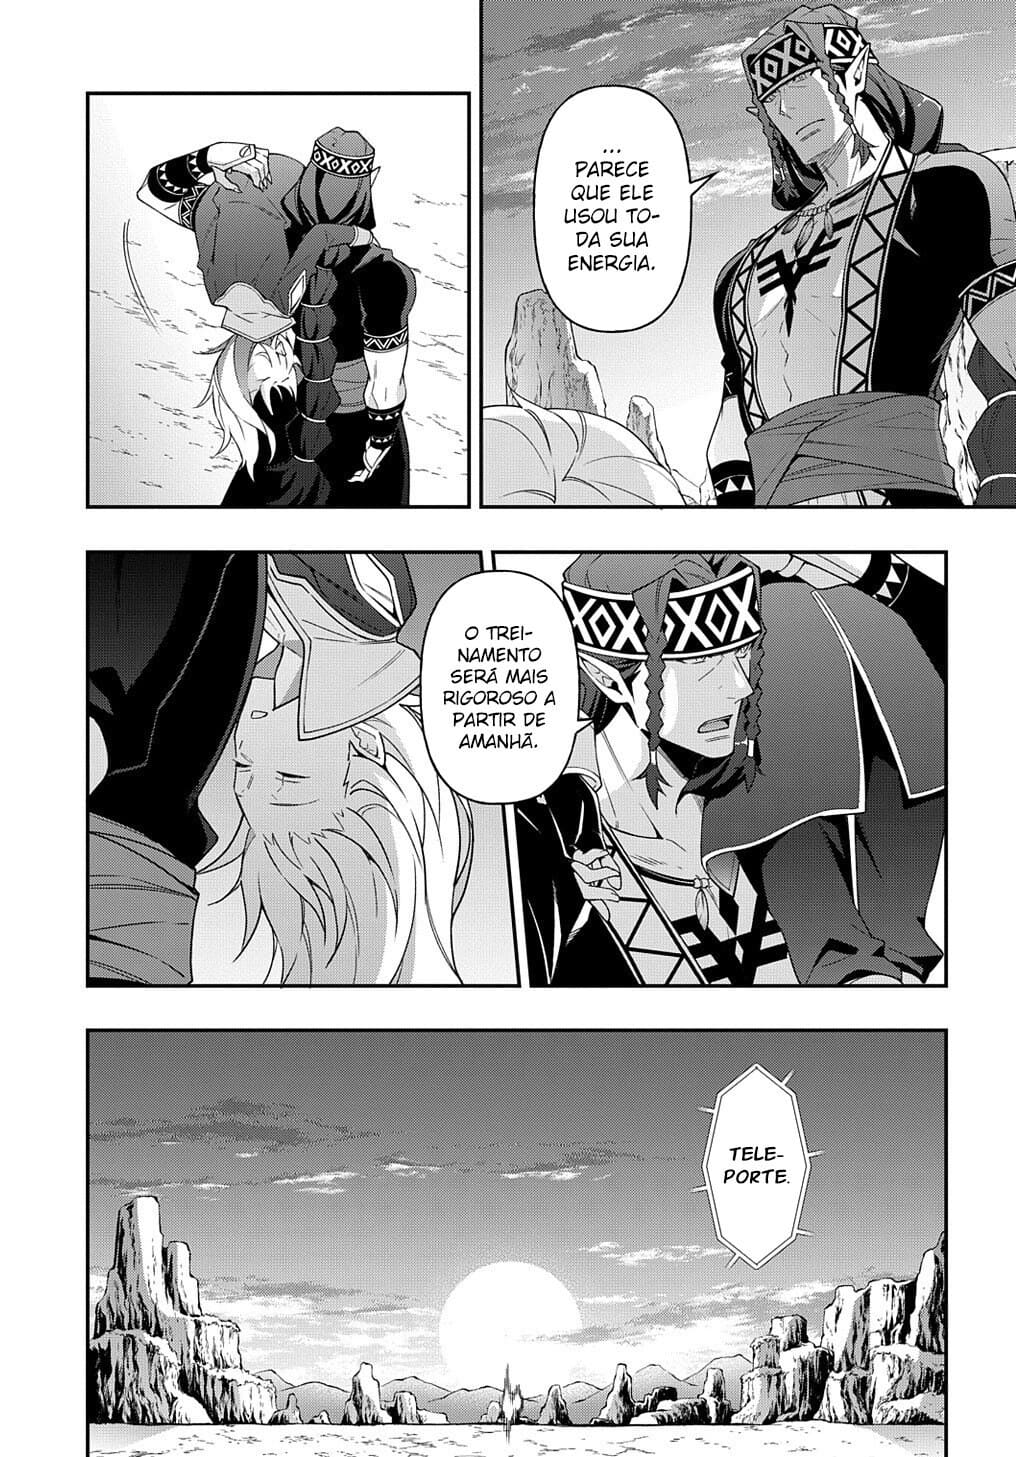 ...
PARECE
QUE ELE
USOU TO-
DA SUA
ENERGIA.
O TREI-
NAMENTO
SERÁ MAIS
RIGOROSO A
PARTIR DE
AMANHÃ.
TELE-
PORTE.